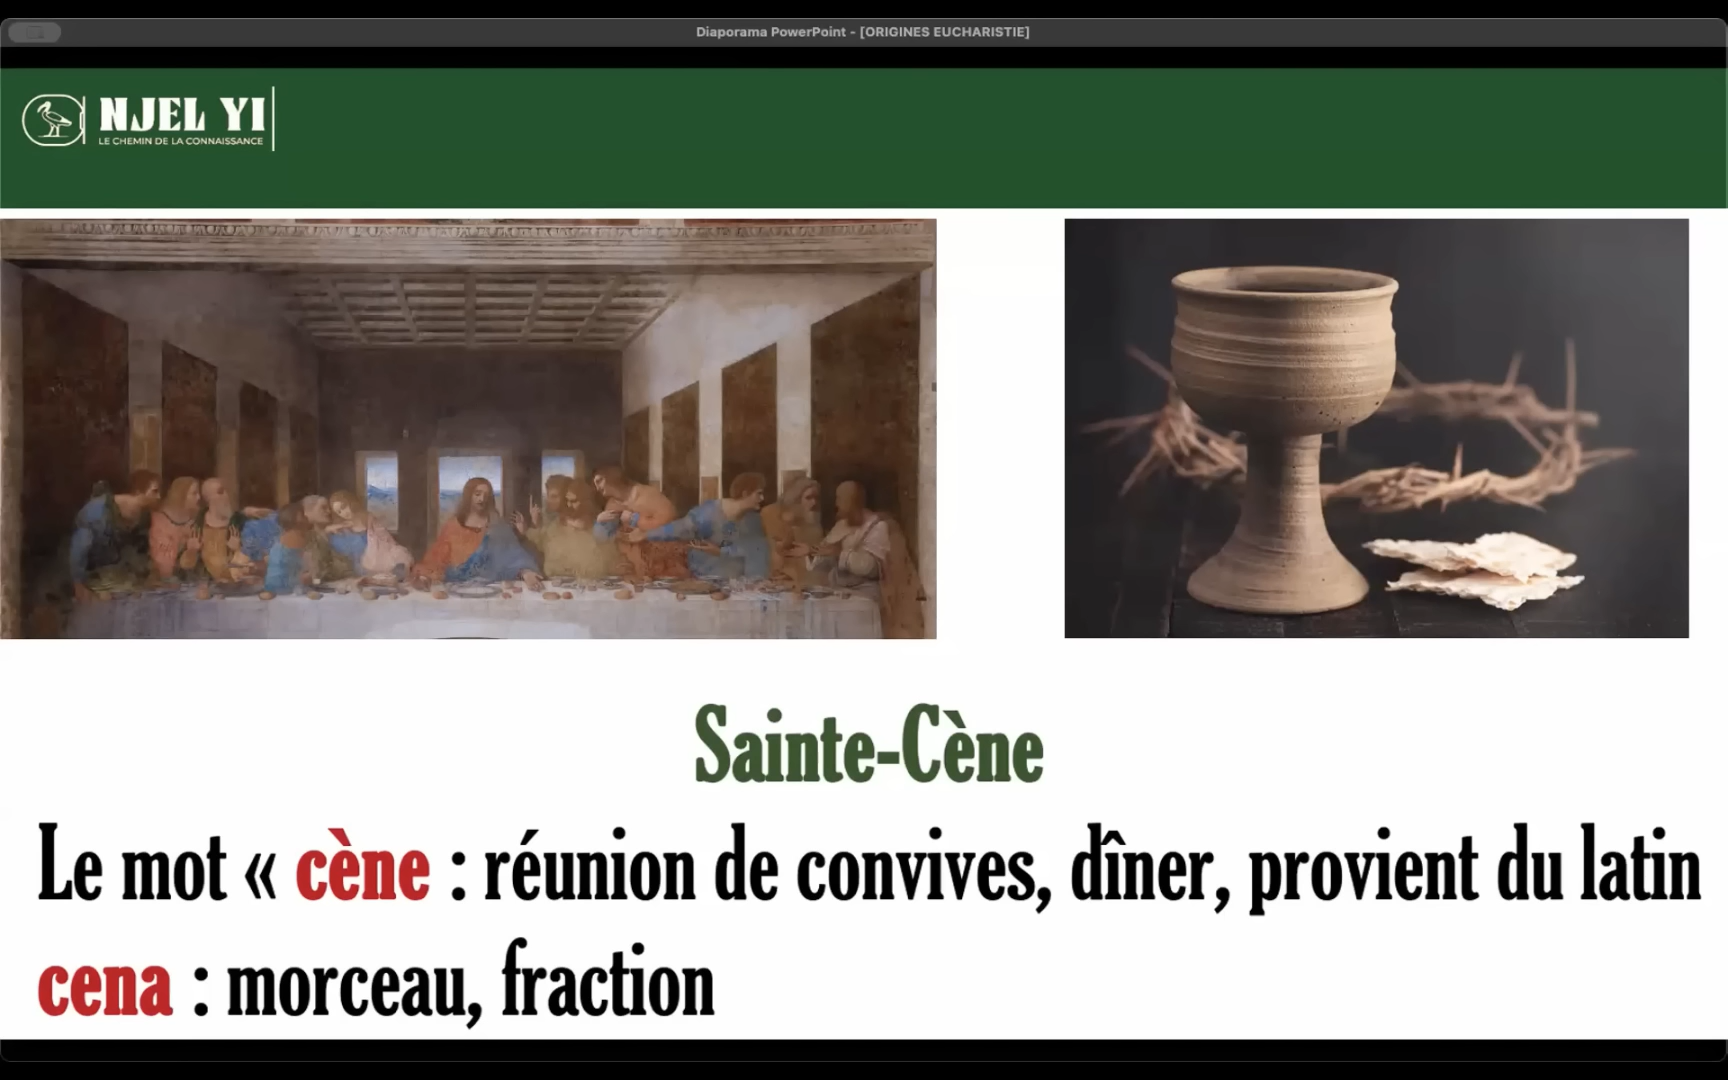 Diaporama PowerPoint - [ORIGINES EUCHARISTIE]
NJEL YI
LE CHEMIN DE LA CONNAISSANCE
Sainte-Cène
Le mot « cène : réunion de convives, dîner, provient du latin
cena : morceau, fraction